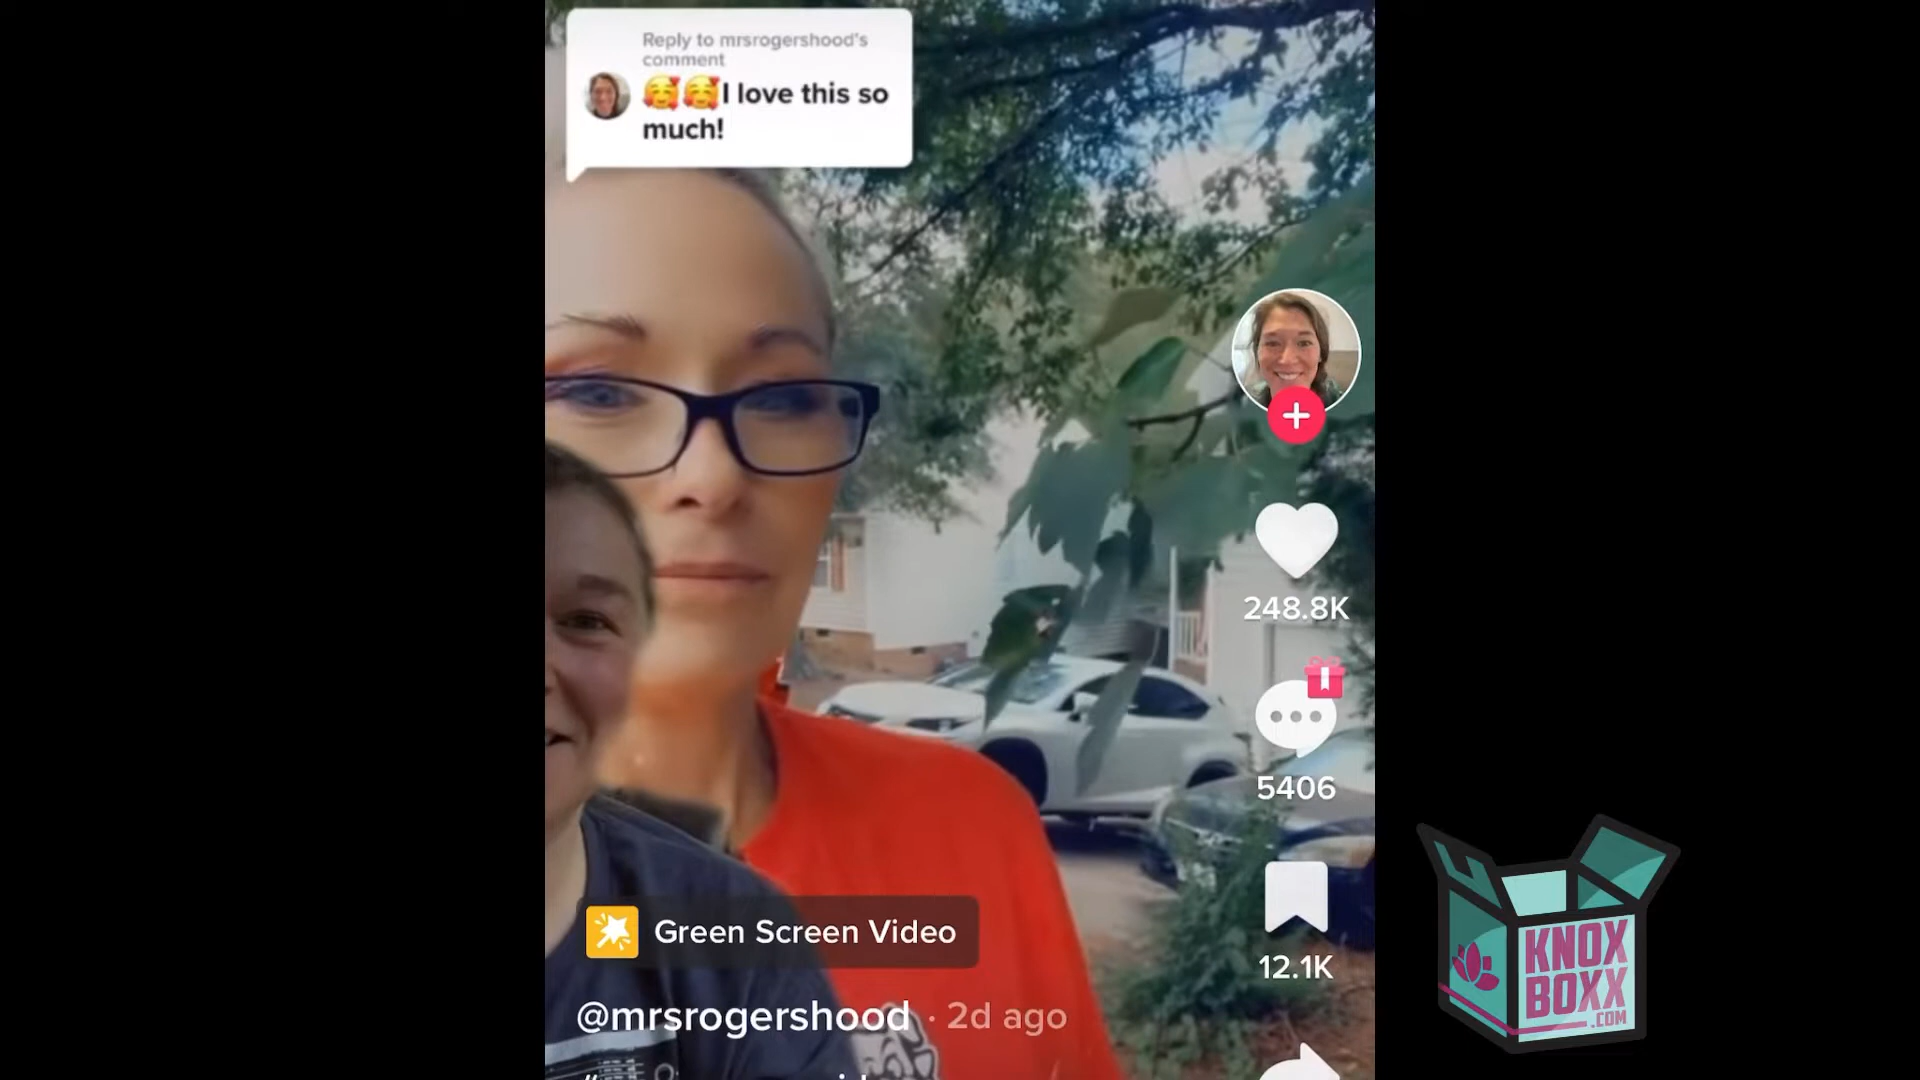 Reply to mrsrogershood's
comment
🥰🥰I love this so
much!
248.8K
5406
12.1K
Green Screen Video
@mrsrogershood · 2d ago
KNOX
BOXX
.COM